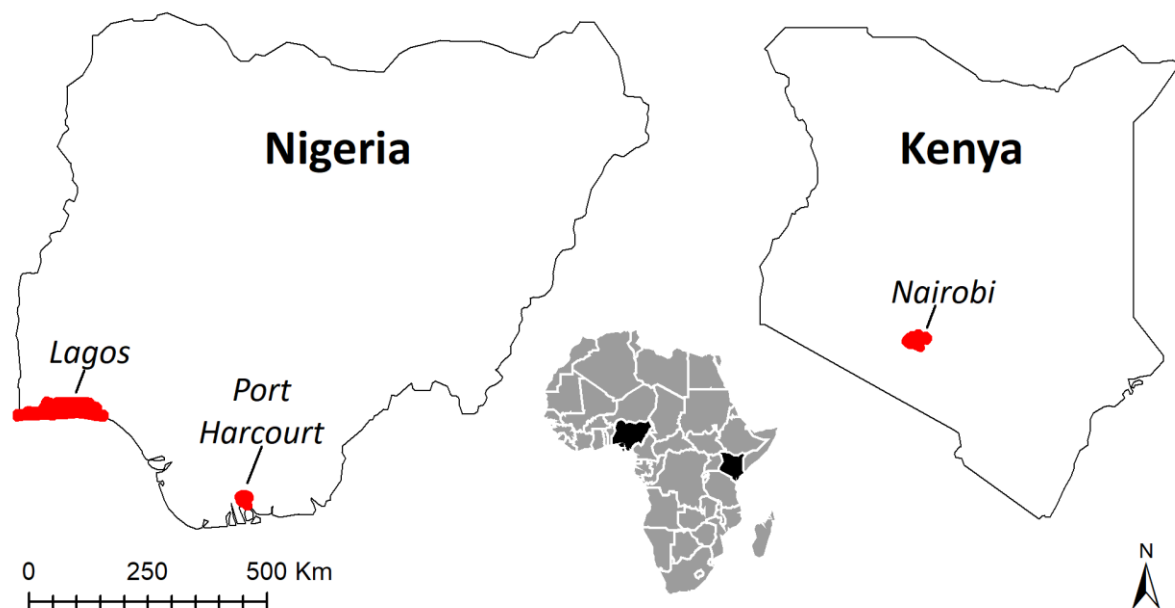 Nigeria
Kenya
Lagos
Port
Harcourt
Nairobi
0 250 500 Km
N